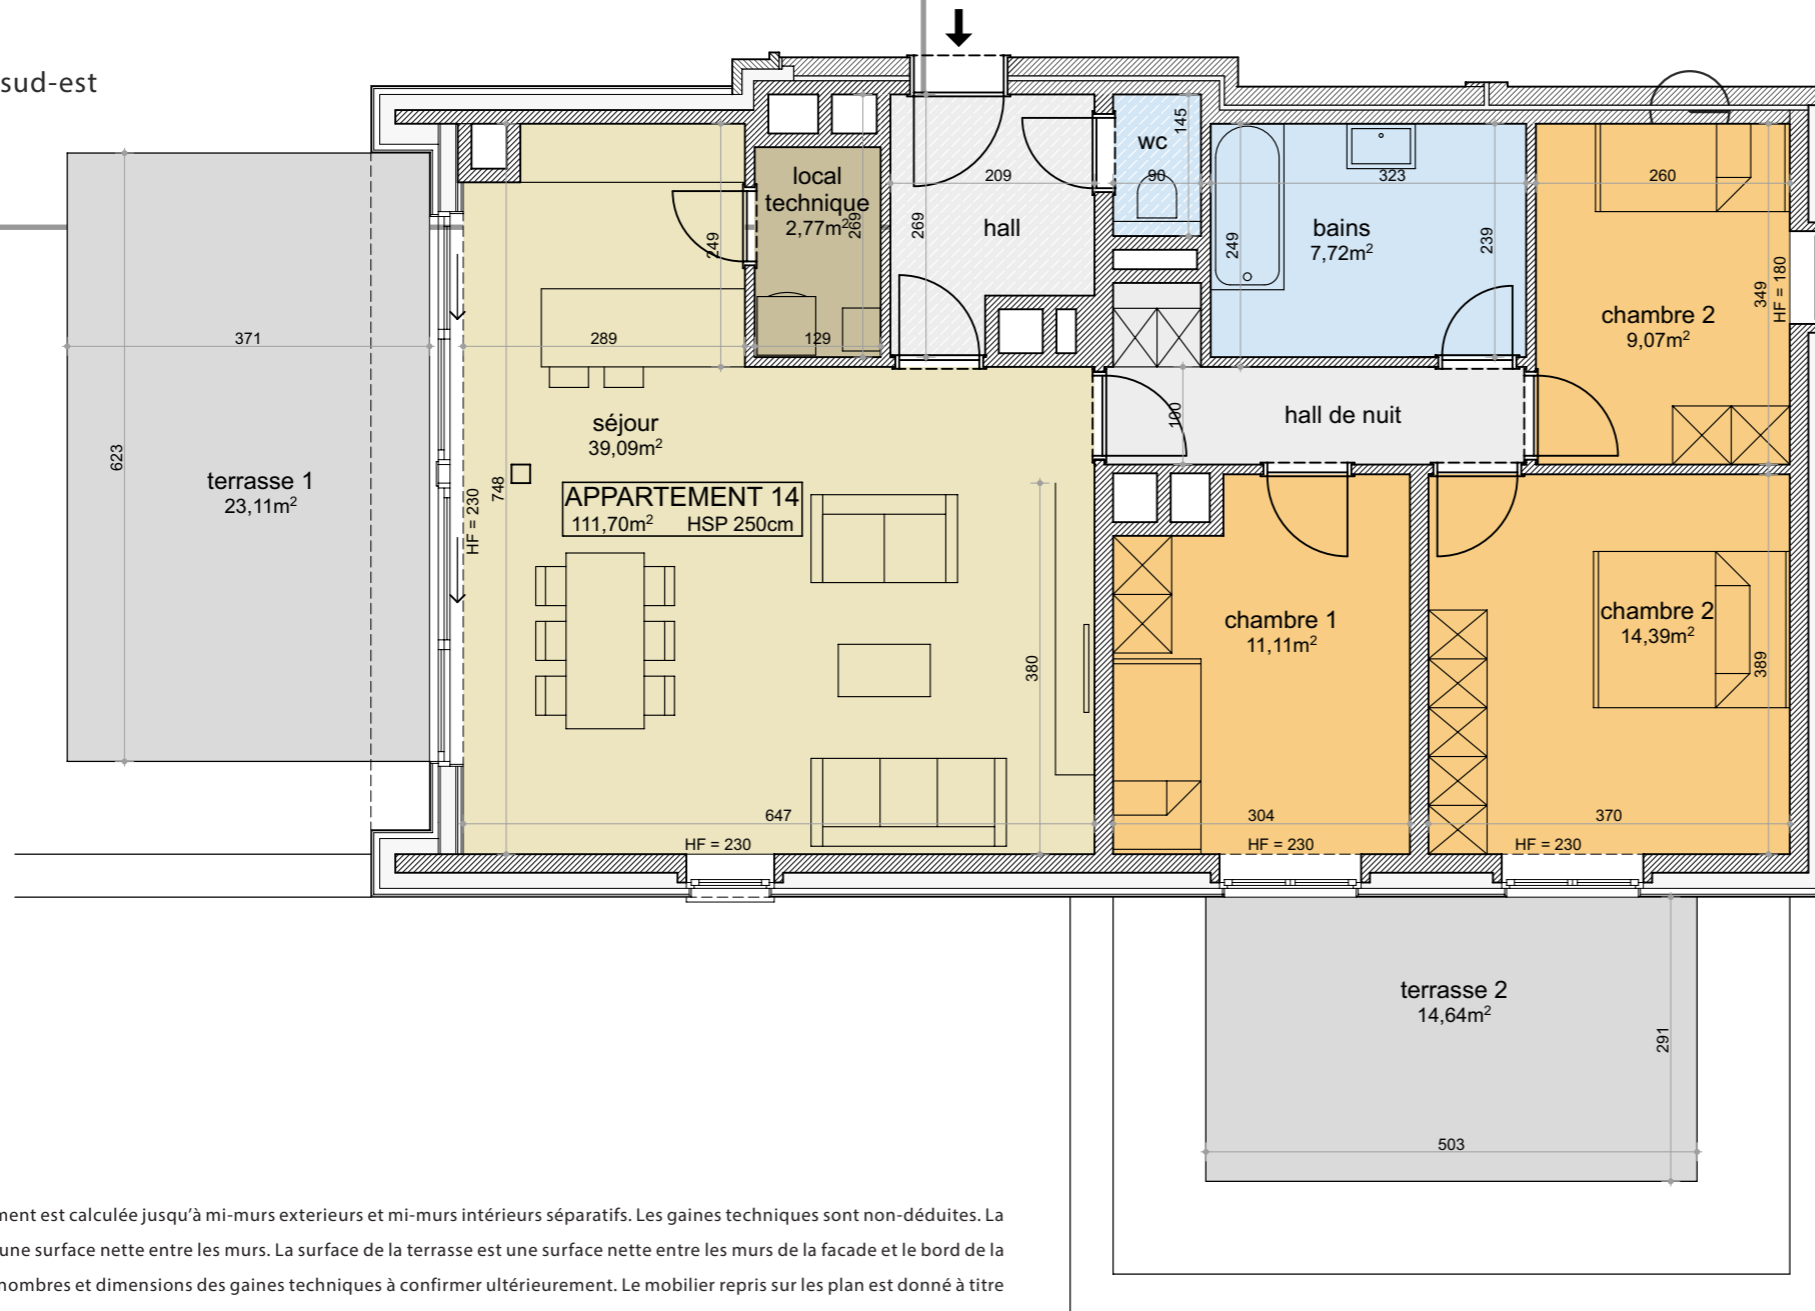 sud-est
local
technique
2,77m²
269
249
129
209
hall
269
wc
145
90
bains
7,72m²
323
249
239
260
chambre 2
9,07m²
349
HF = 180
371
623
terrasse 1
23,11m²
289
séjour
39,09m²
748
HF = 230
APPARTEMENT 14
111,70m² HSP 250cm
100
hall de nuit
380
647
HF = 230
chambre 1
11,11m²
304
HF = 230
chambre 2
14,39m²
389
370
HF = 230
terrasse 2
14,64m²
291
503
ment est calculée jusqu'à mi-murs exterieurs et mi-murs intérieurs séparatifs. Les gaines techniques sont non-déduites. La
une surface nette entre les murs. La surface de la terrasse est une surface nette entre les murs de la facade et le bord de la
nombres et dimensions des gaines techniques à confirmer ultérieurement. Le mobilier repris sur les plan est donné à titre